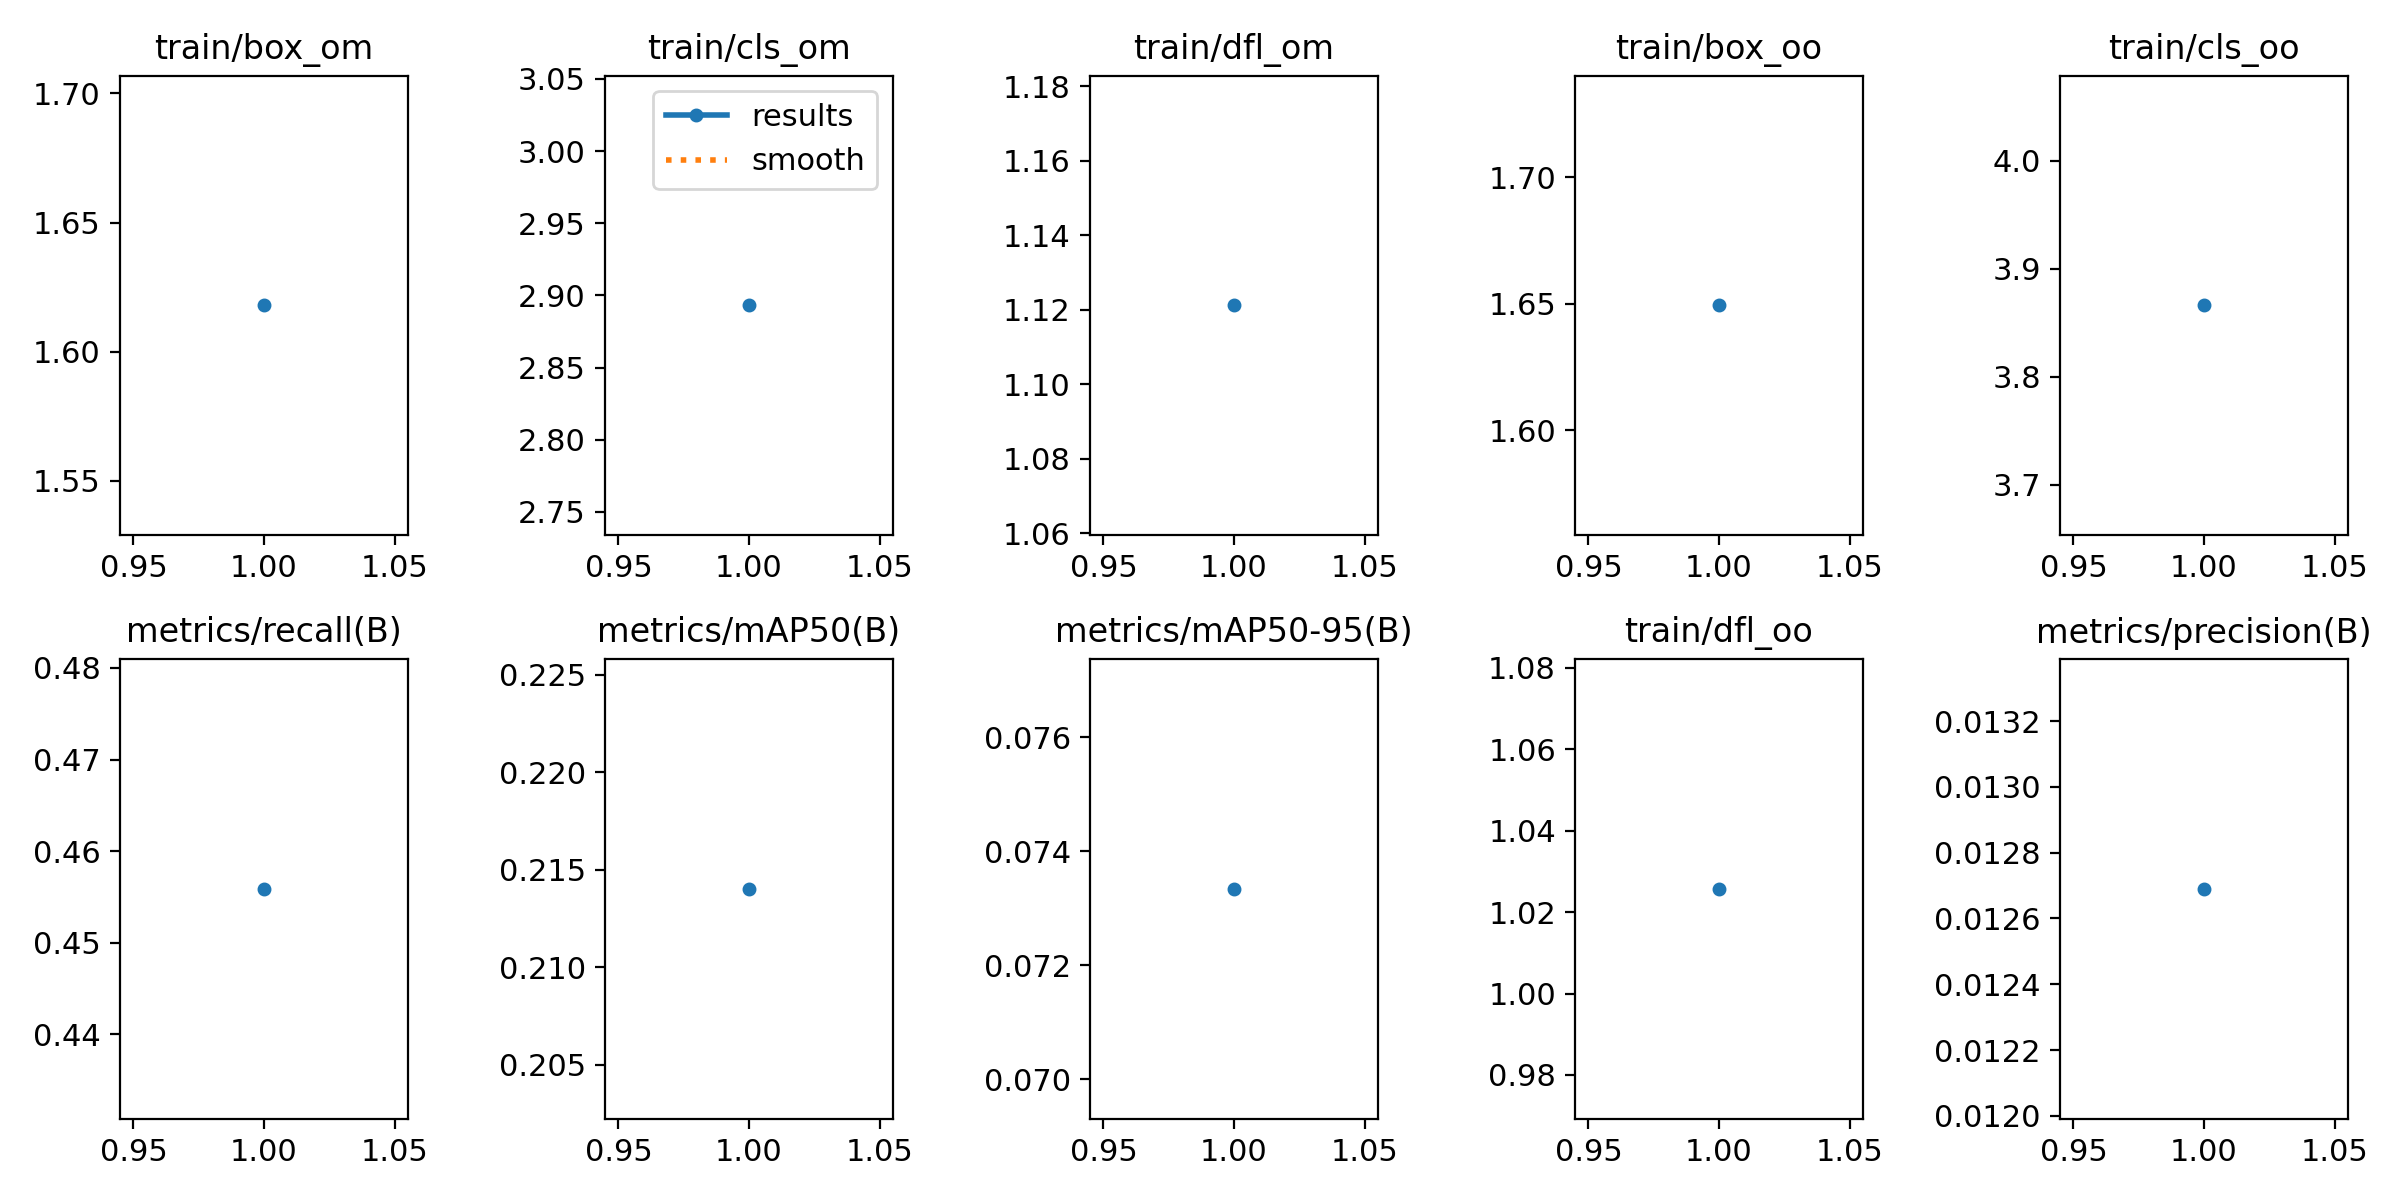 train/box_om
1.70
1.65
1.60
1.55
0.95 1.00 1.05
train/cls_om
results
smooth
3.05
3.00
2.95
2.90
2.85
2.80
2.75
0.95 1.00 1.05
train/dfl_om
1.18
1.16
1.14
1.12
1.10
1.08
1.06
0.95 1.00 1.05
train/box_oo
1.70
1.65
1.60
0.95 1.00 1.05
train/cls_oo
4.0
3.9
3.8
3.7
0.95 1.00 1.05
metrics/recall(B)
0.48
0.47
0.46
0.45
0.44
0.95 1.00 1.05
metrics/mAP50(B)
0.225
0.220
0.215
0.210
0.205
0.95 1.00 1.05
metrics/mAP50-95(B)
0.076
0.074
0.072
0.070
0.95 1.00 1.05
train/dfl_oo
1.08
1.06
1.04
1.02
1.00
0.98
0.95 1.00 1.05
metrics/precision(B)
0.0132
0.0130
0.0128
0.0126
0.0124
0.0122
0.0120
0.95 1.00 1.05